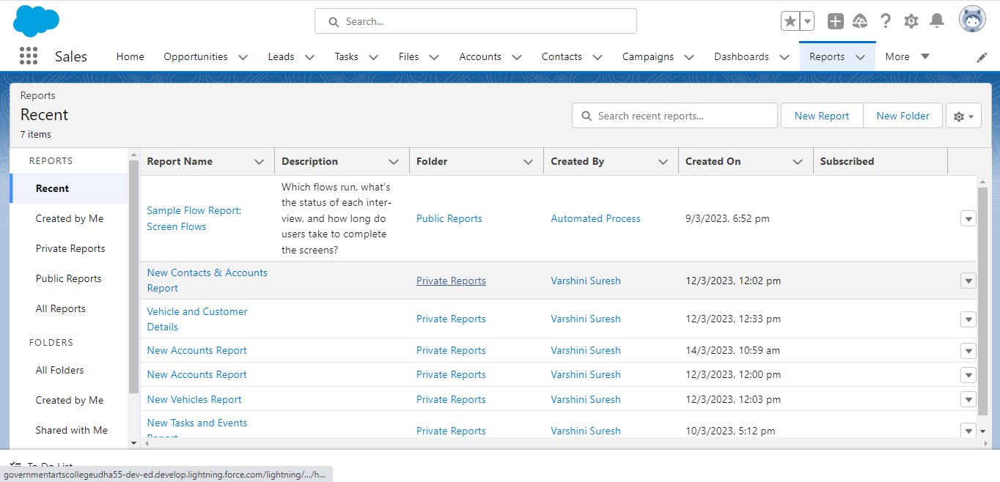 Search...
Sales
Home
Opportunities
Leads
Tasks
Files
Accounts
Contacts
Campaigns
Dashboards
Reports
More
Reports
Recent
7 items
Search recent reports...
New Report
New Folder
REPORTS
Recent
Created by Me
Private Reports
Public Reports
All Reports
FOLDERS
All Folders
Created by Me
Shared with Me
Report Name
Description
Folder
Created By
Created On
Subscribed
Sample Flow Report:
Screen Flows
Which flows run, what's
the status of each inter-
view, and how long do
users take to complete
the screens?
Public Reports
Automated Process
9/3/2023, 6:52 pm
New Contacts & Accounts
Report
Private Reports
Varshini Suresh
12/3/2023, 12:02 pm
Vehicle and Customer
Details
Private Reports
Varshini Suresh
12/3/2023, 12:33 pm
New Accounts Report
Private Reports
Varshini Suresh
14/3/2023, 10:59 am
New Accounts Report
Private Reports
Varshini Suresh
12/3/2023, 12:00 pm
New Vehicles Report
Private Reports
Varshini Suresh
12/3/2023, 12:03 pm
New Tasks and Events
Report
Private Reports
Varshini Suresh
10/3/2023, 5:12 pm
To Do List
governmentartscollegeudha55-dev-ed.develop.lightning.force.com/lightning/.../h...